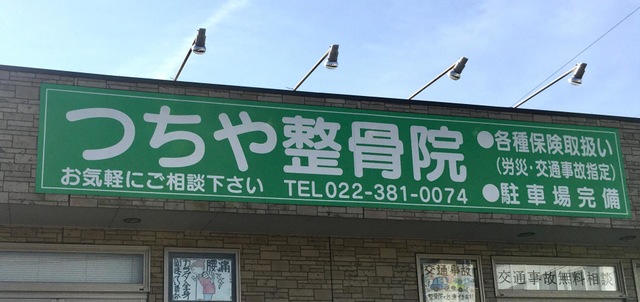 つちや整骨院
お気軽にご相談下さい TEL022-381-0074
●各種保険取扱い
(労災・交通事故指定)
●駐車場完備
腰痛
交通事故
交通事故無料相談